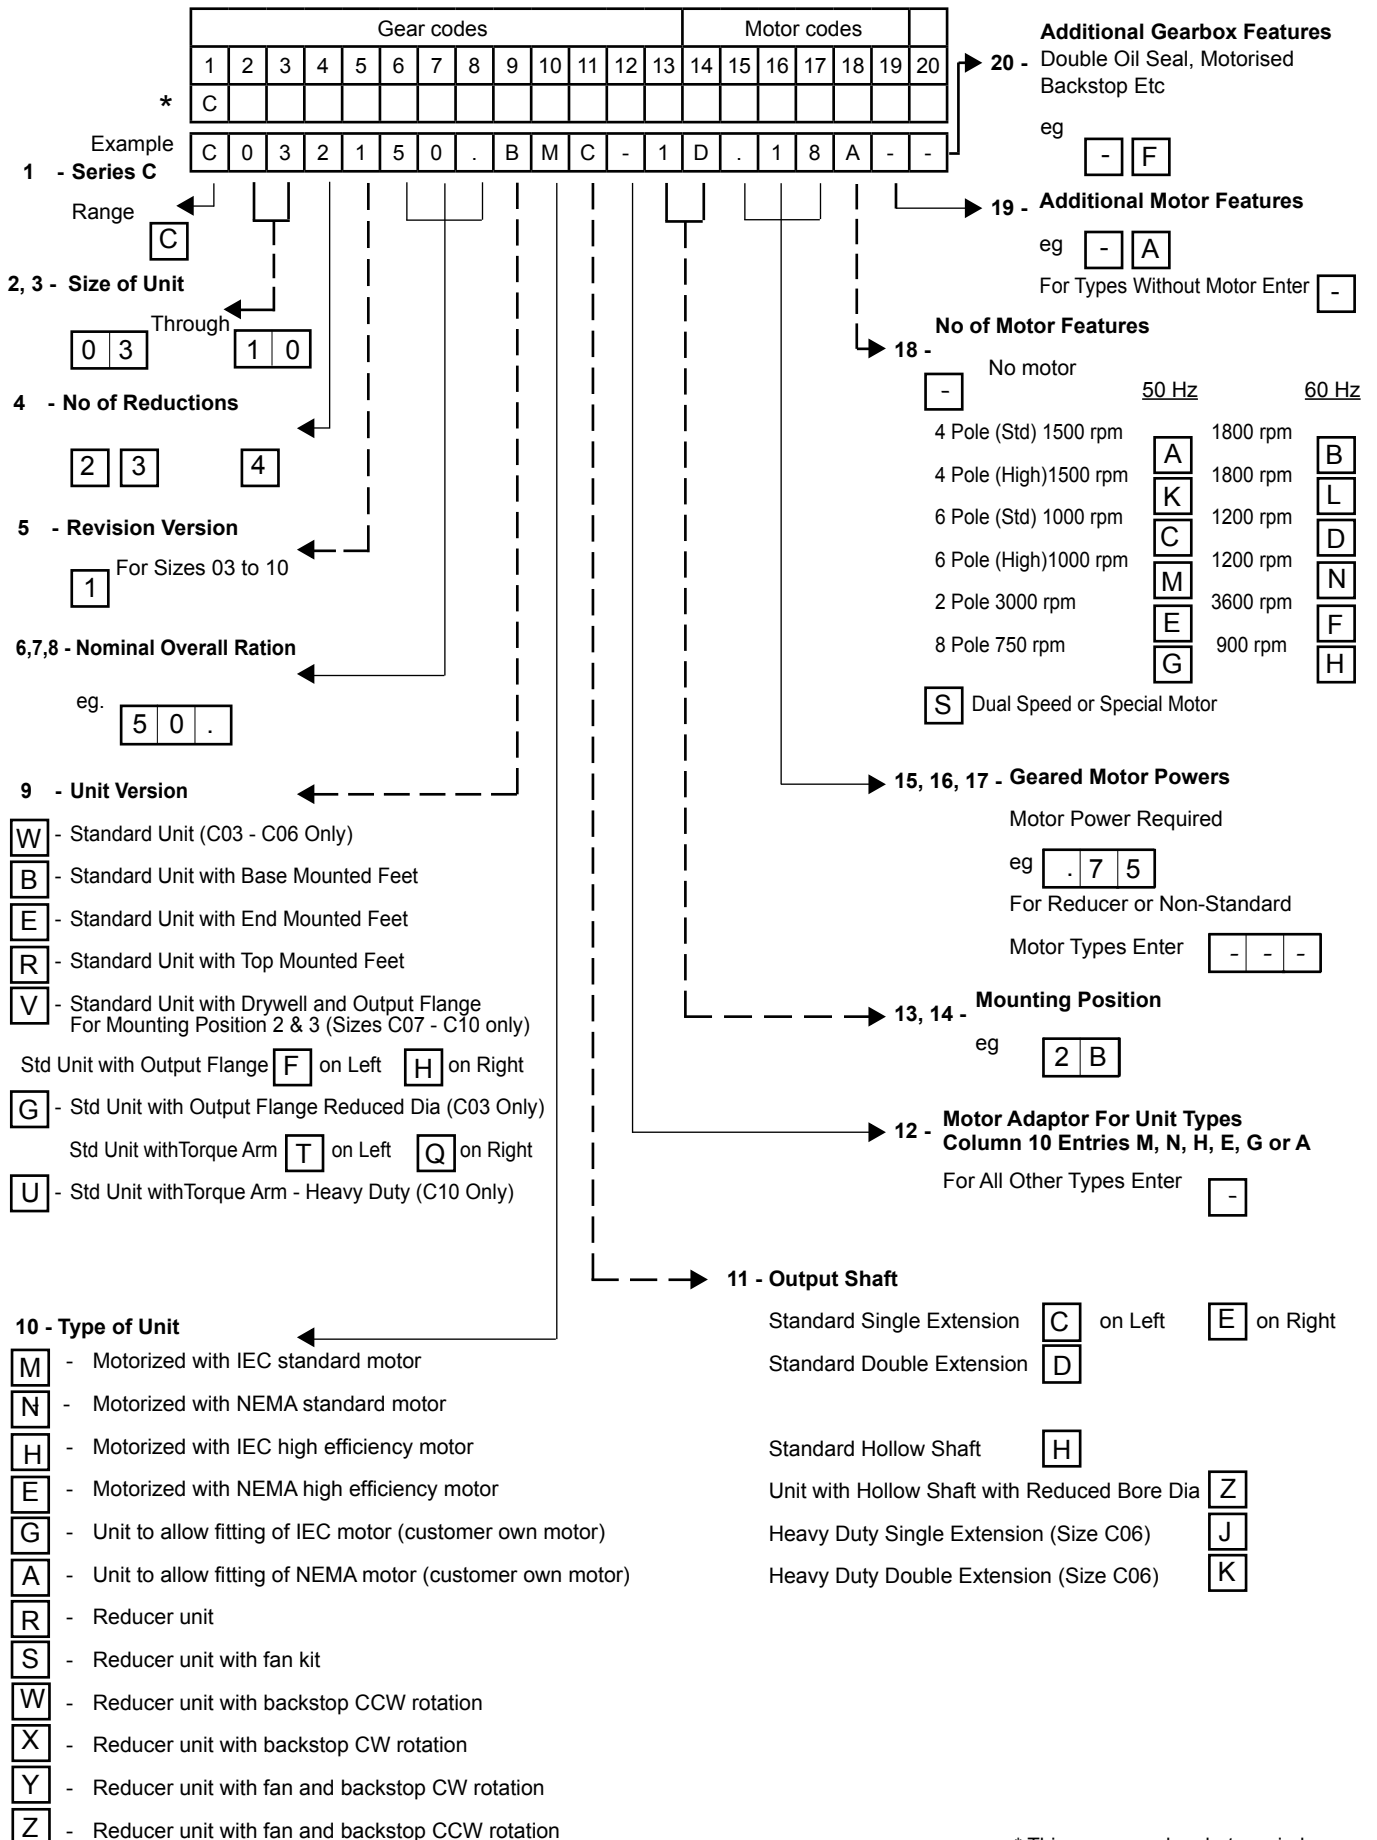 Gear codes Motor codes
1 2 3 4 5 6 7 8 9 10 11 12 13 14 15 16 17 18 19 20
* C
Example C 0 3 2 1 5 0 . B M C - 1 D . 1 8 A - -
1 - Series C
Range
C
2, 3 - Size of Unit
0 3 Through 1 0
4 - No of Reductions
2 3 4
5 - Revision Version
1 For Sizes 03 to 10
6,7,8 - Nominal Overall Ration
eg. 5 0 .
9 - Unit Version
W - Standard Unit (C03 - C06 Only)
B - Standard Unit with Base Mounted Feet
E - Standard Unit with End Mounted Feet
R - Standard Unit with Top Mounted Feet
V - Standard Unit with Drywell and Output Flange
For Mounting Position 2 & 3 (Sizes C07 - C10 only)
Std Unit with Output Flange F on Left H on Right
G - Std Unit with Output Flange Reduced Dia (C03 Only)
Std Unit withTorque Arm T on Left Q on Right
U - Std Unit withTorque Arm - Heavy Duty (C10 Only)
10 - Type of Unit
M - Motorized with IEC standard motor
N - Motorized with NEMA standard motor
H - Motorized with IEC high efficiency motor
E - Motorized with NEMA high efficiency motor
G - Unit to allow fitting of IEC motor (customer own motor)
A - Unit to allow fitting of NEMA motor (customer own motor)
R - Reducer unit
S - Reducer unit with fan kit
W - Reducer unit with backstop CCW rotation
X - Reducer unit with backstop CW rotation
Y - Reducer unit with fan and backstop CW rotation
Z - Reducer unit with fan and backstop CCW rotation
Additional Gearbox Features
20 - Double Oil Seal, Motorised
Backstop Etc
eg
- F
19 - Additional Motor Features
eg - A
For Types Without Motor Enter -
No of Motor Features
18 -
No motor
- 50 Hz 60 Hz
4 Pole (Std) 1500 rpm A 1800 rpm B
4 Pole (High)1500 rpm K 1800 rpm L
6 Pole (Std) 1000 rpm C 1200 rpm D
6 Pole (High)1000 rpm M 1200 rpm N
2 Pole 3000 rpm E 3600 rpm F
8 Pole 750 rpm G 900 rpm H
S Dual Speed or Special Motor
15, 16, 17 - Geared Motor Powers
Motor Power Required
eg . 7 5
For Reducer or Non-Standard
Motor Types Enter - - -
13, 14 - Mounting Position
eg 2 B
12 - Motor Adaptor For Unit Types
Column 10 Entries M, N, H, E, G or A
For All Other Types Enter -
11 - Output Shaft
Standard Single Extension C on Left E on Right
Standard Double Extension D
Standard Hollow Shaft H
Unit with Hollow Shaft with Reduced Bore Dia Z
Heavy Duty Single Extension (Size C06) J
Heavy Duty Double Extension (Size C06) K